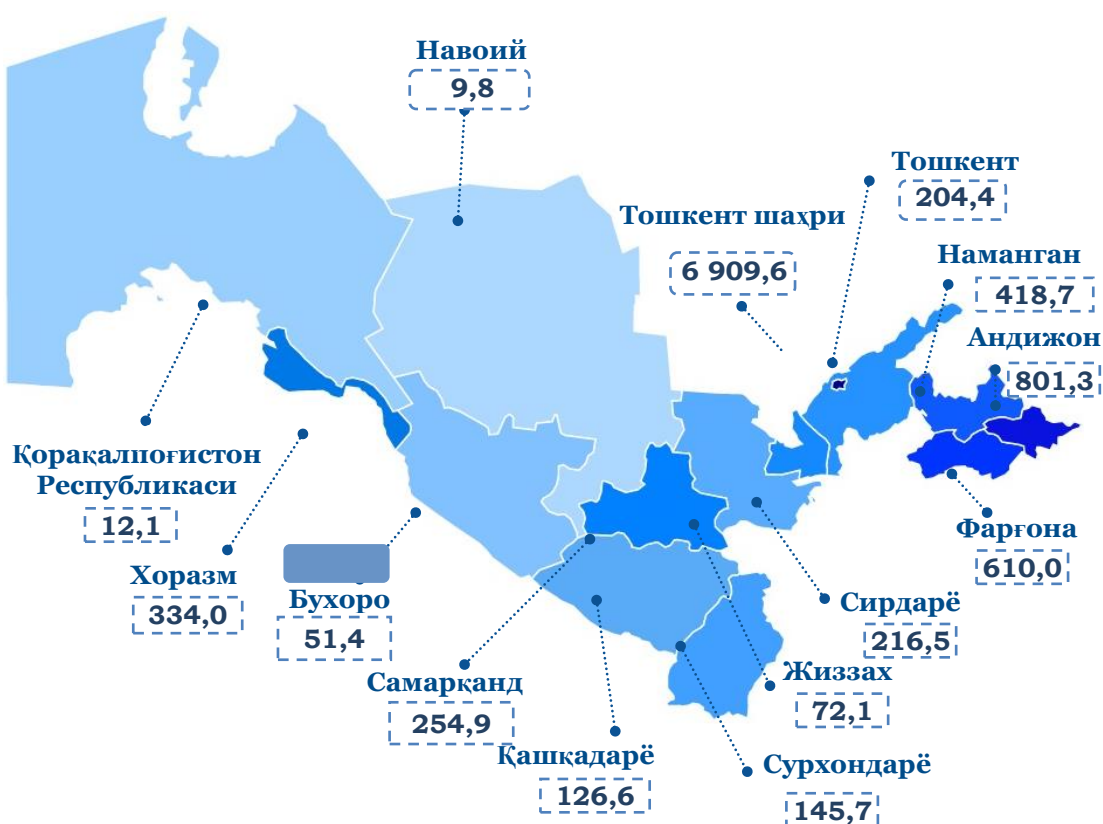 Навоий
9,8
Тошкент
204,4
Тошкент шаҳри
6 909,6
Наманган
418,7
Андижон
801,3
Қорақалпоғистон
Республикаси
12,1
Хоразм
334,0
Бухоро
51,4
Самарқанд
254,9
Қашқадарё
126,6
Сурхондарё
145,7
Жиззах
72,1
Сирдарё
216,5
Фарғона
610,0